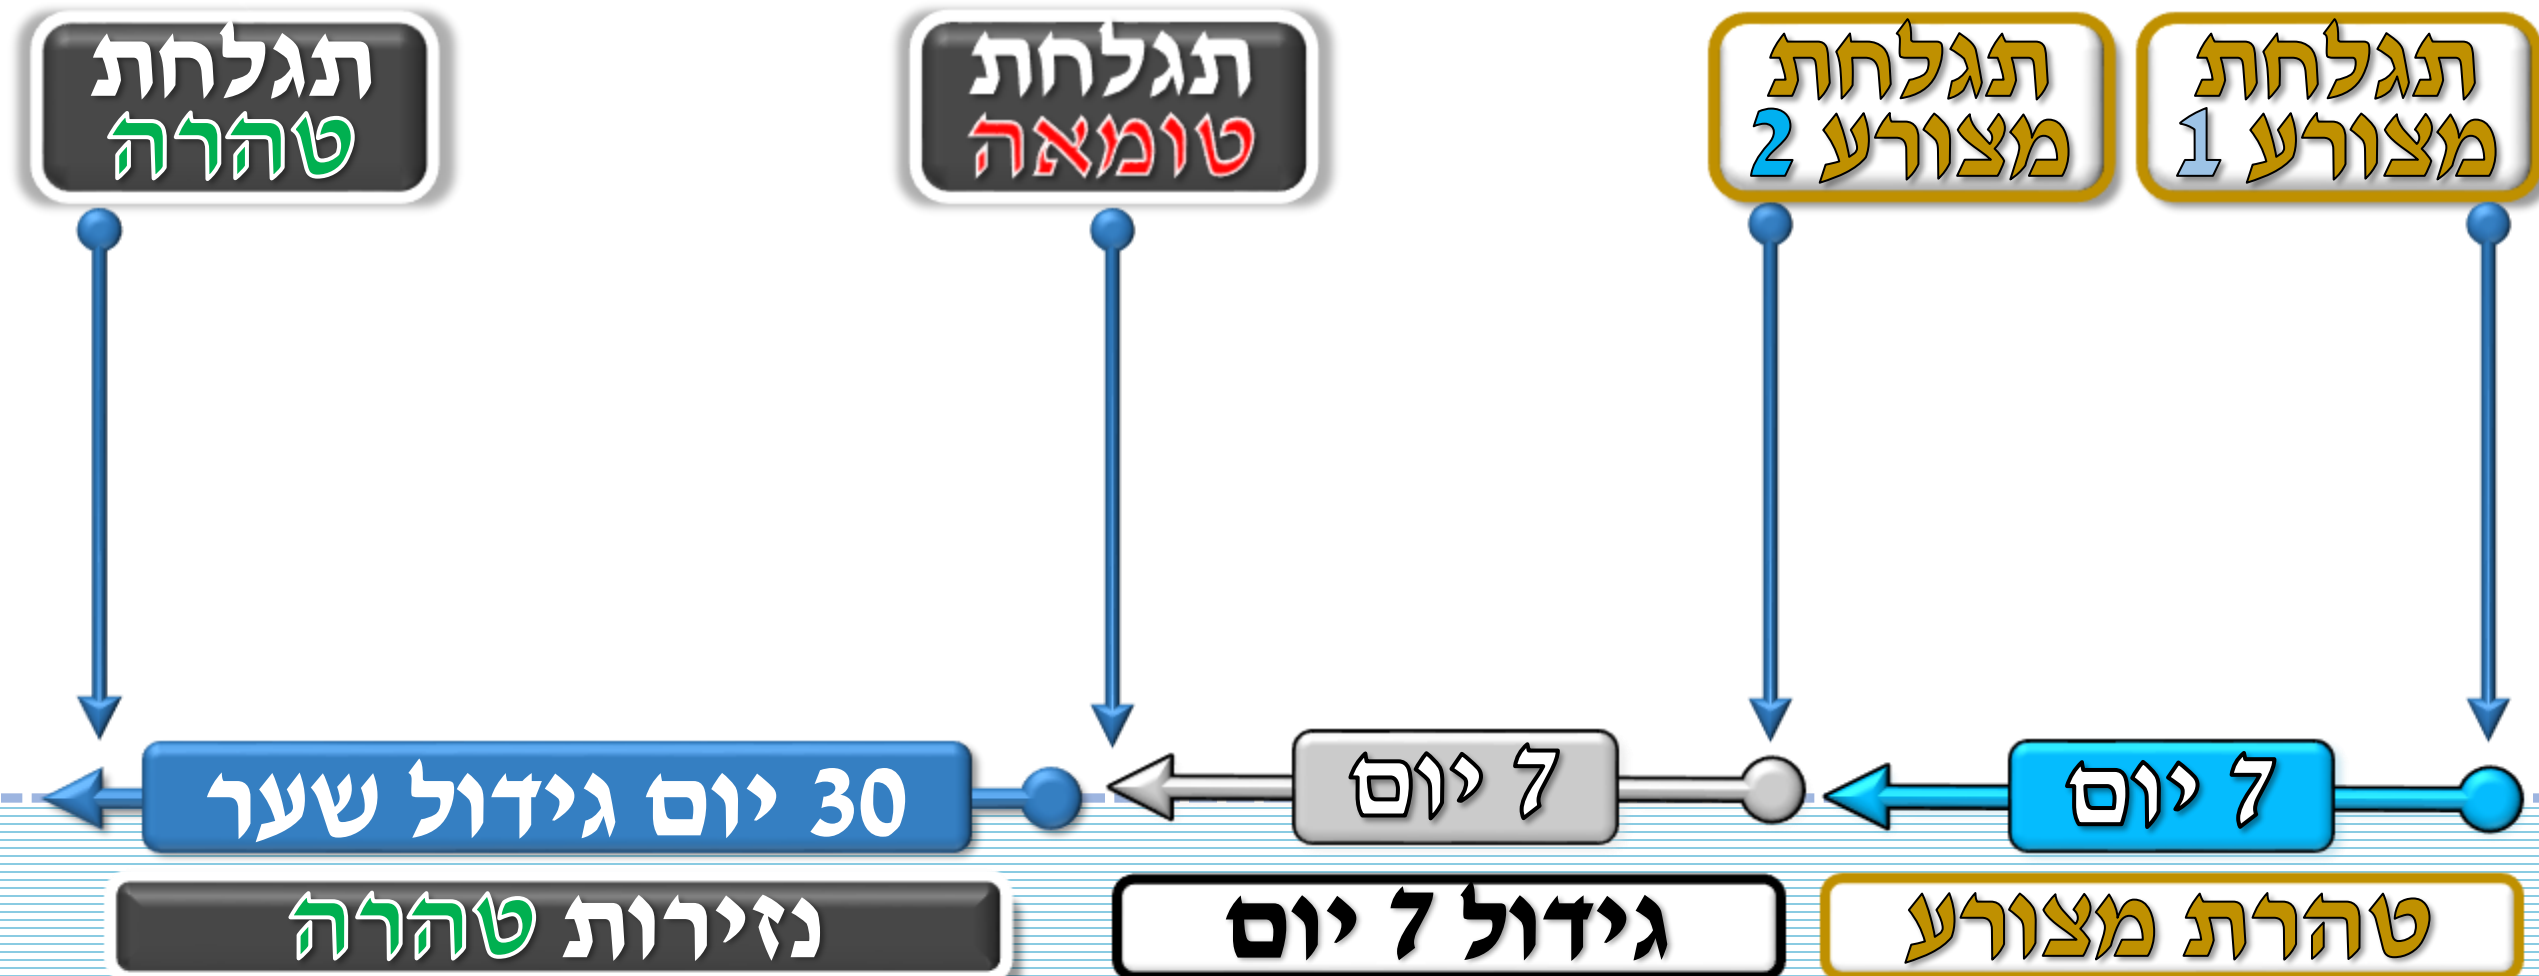 תגלחת
מצורע 1
תגלחת
מצורע 2
תגלחת
טומאה
תגלחת
טהרה
7 יום
7 יום
30 יום גידול שער
טהרת מצורע
גידול 7 יום
נזירות טהרה